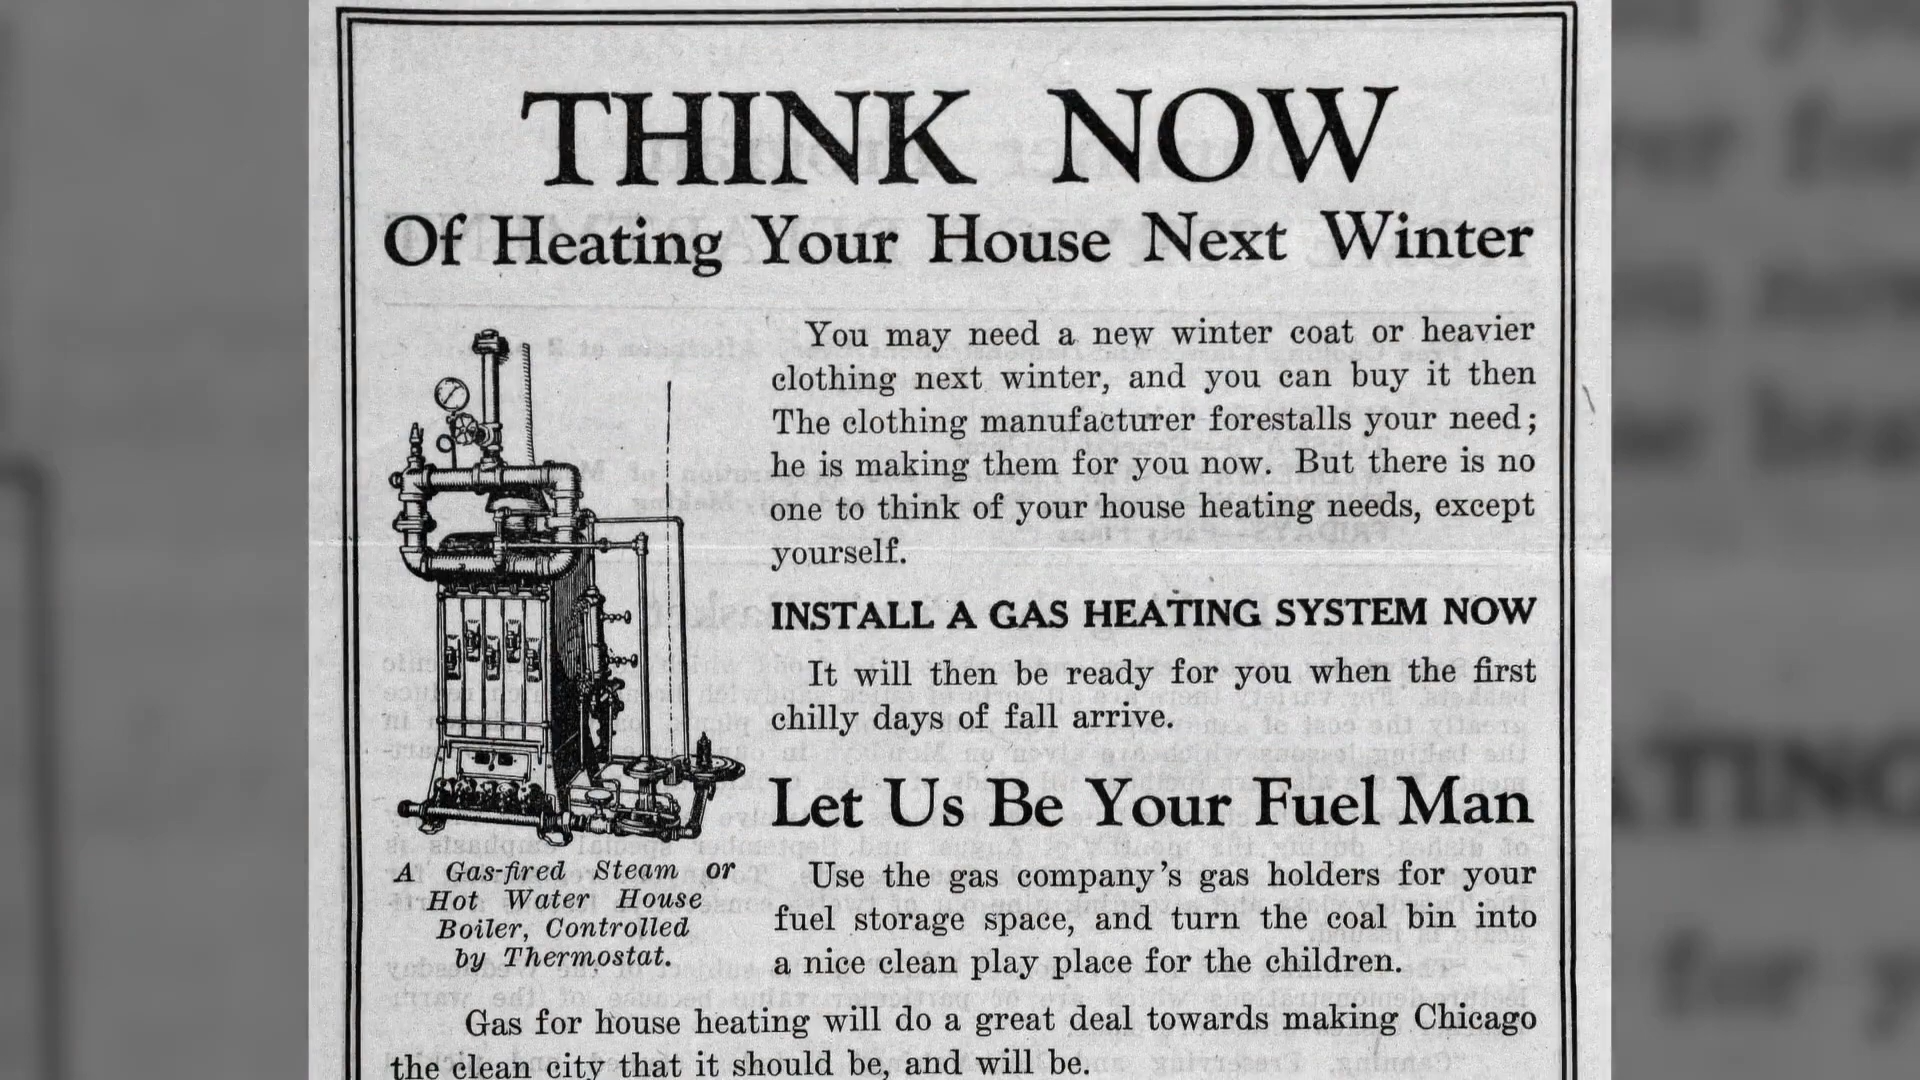 THINK NOW
Of Heating Your House Next Winter
You may need a new winter coat or heavier
clothing next winter, and you can buy it then
The clothing manufacturer forestalls your need;
he is making them for you now. But there is no
one to think of your house heating needs, except
yourself.
INSTALL A GAS HEATING SYSTEM NOW
It will then be ready for you when the first
chilly days of fall arrive.
Let Us Be Your Fuel Man
A Gas-fired Steam or
Hot Water House
Boiler, Controlled
by Thermostat.
Use the gas company's gas holders for your
fuel storage space, and turn the coal bin into
a nice clean play place for the children.
Gas for house heating will do a great deal towards making Chicago
the clean city that it should be, and will be.